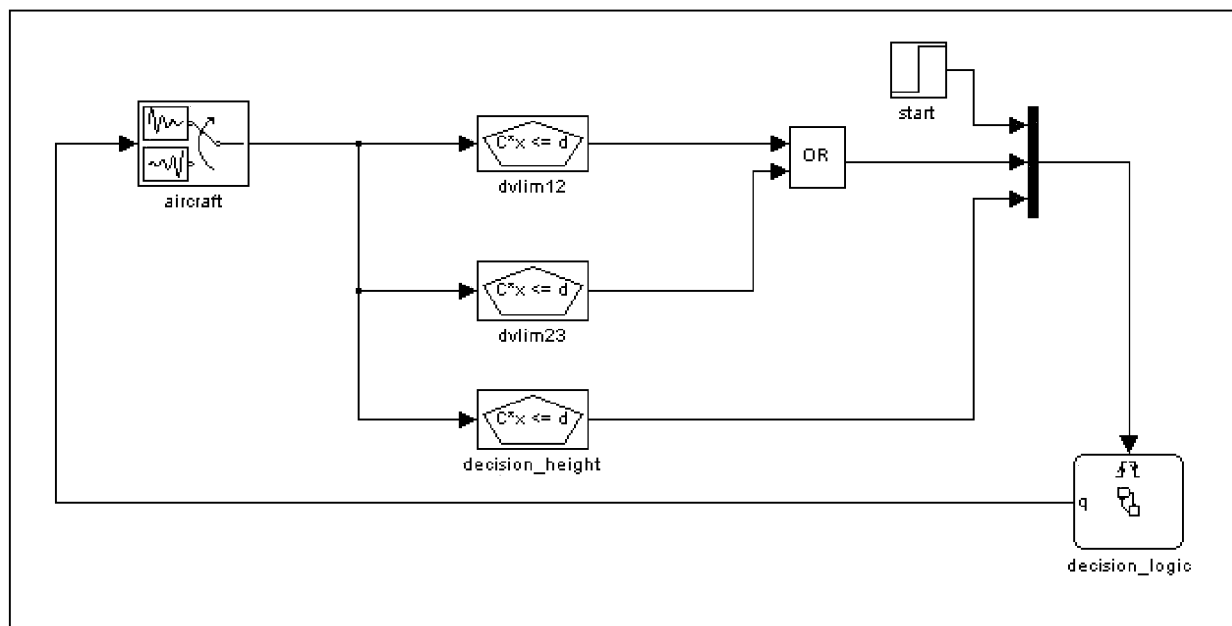 start
C*x <= d
OR
dvlim12
aircraft
C*x <= d
dvlim23
C*x <= d
decision_height
q
decision_logic